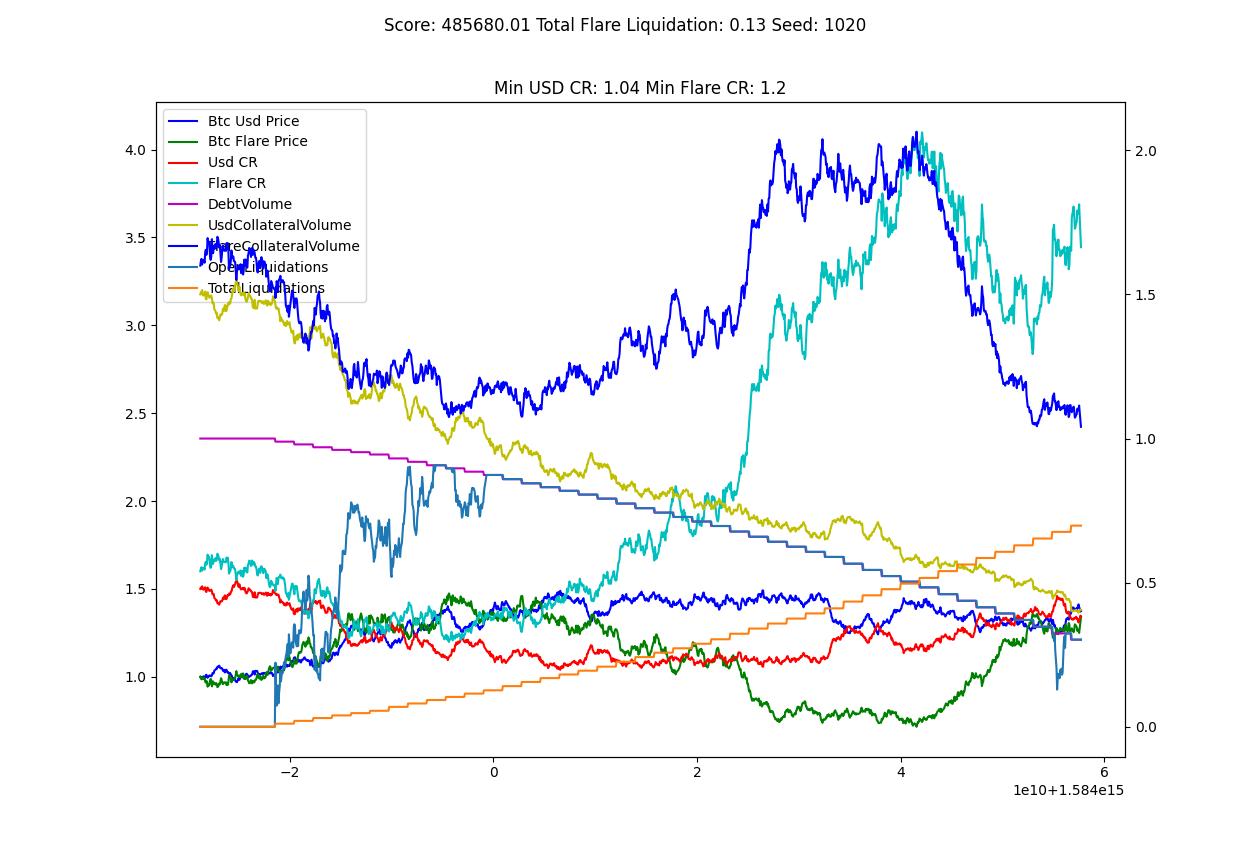 Score: 485680.01 Total Flare Liquidation: 0.13 Seed: 1020
Min USD CR: 1.04 Min Flare CR: 1.2
Btc Usd Price
Btc Flare Price
Usd CR
Flare CR
DebtVolume
UsdCollateralVolume
FlareCollateralVolume
OpenLiquidations
TotalLiquidations
4.0
3.5
3.0
2.5
2.0
1.5
1.0
2.0
1.5
1.0
0.5
0.0
−2
0
2
4
6
1e10+1.584e15